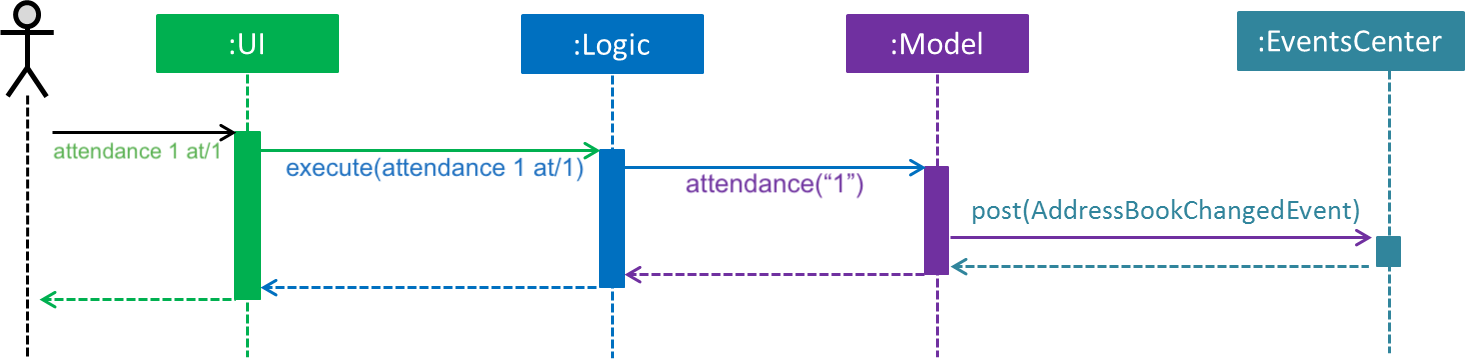 :UI
:Logic
:Model
:EventsCenter
attendance 1 at/1
execute(attendance 1 at/1)
attendance(“1”)
post(AddressBookChangedEvent)